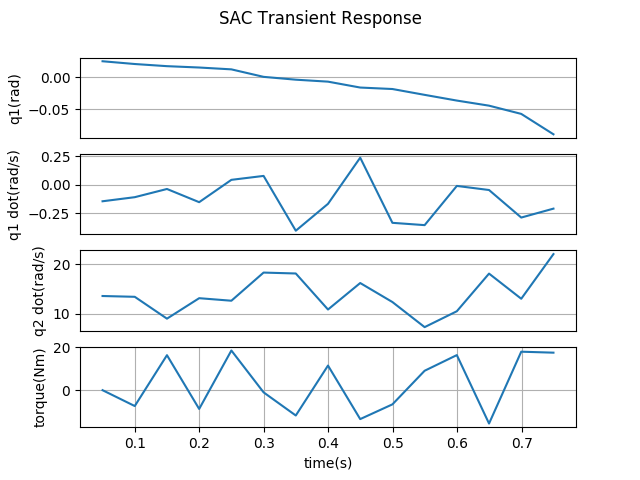 SAC Transient Response
q1(rad)
0.00
−0.05
q1 dot(rad/s)
0.25
0.00
−0.25
q2 dot(rad/s)
20
10
torque(Nm)
20
0
0.1 0.2 0.3 0.4 0.5 0.6 0.7
time(s)